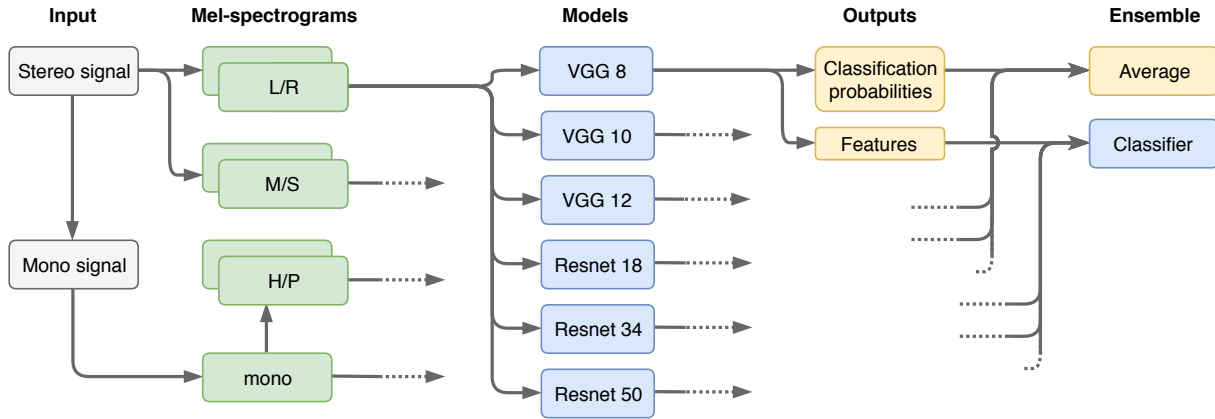 Input
Mel-spectrograms
Models
Outputs
Ensemble
Stereo signal
L/R
VGG 8
Classification
probabilities
Average
VGG 10
Features
Classifier
M/S
VGG 12
Mono signal
H/P
Resnet 18
Resnet 34
mono
Resnet 50